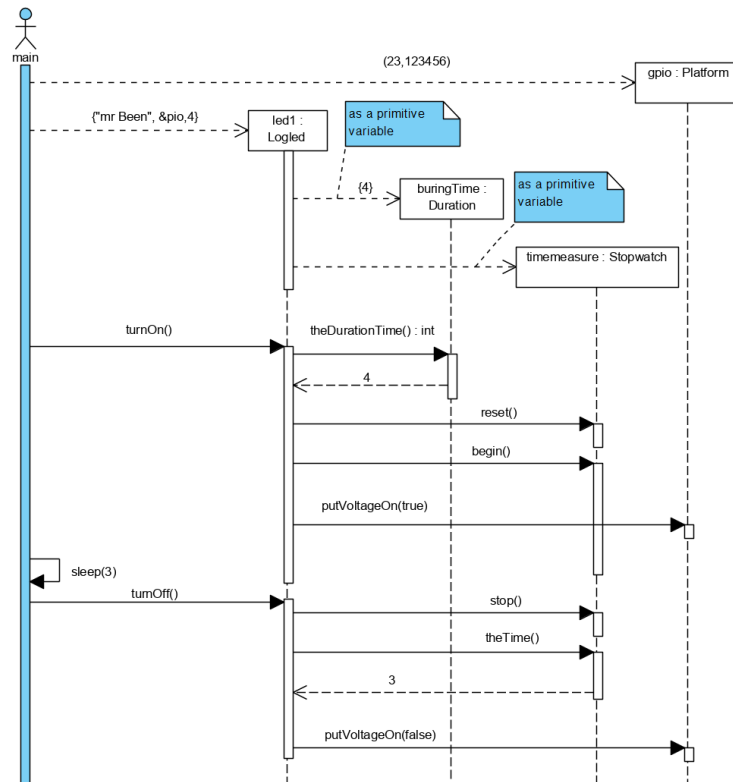 main
(23,123456)
gpio : Platform
{"mr Been", &pio,4}
led1 :
Logled
as a primitive
variable
{4}
buringTime :
Duration
as a primitive
variable
timemeasure : Stopwatch
turnOn()
theDurationTime() : int
4
reset()
begin()
putVoltageOn(true)
sleep(3)
turnOff()
stop()
theTime()
3
putVoltageOn(false)